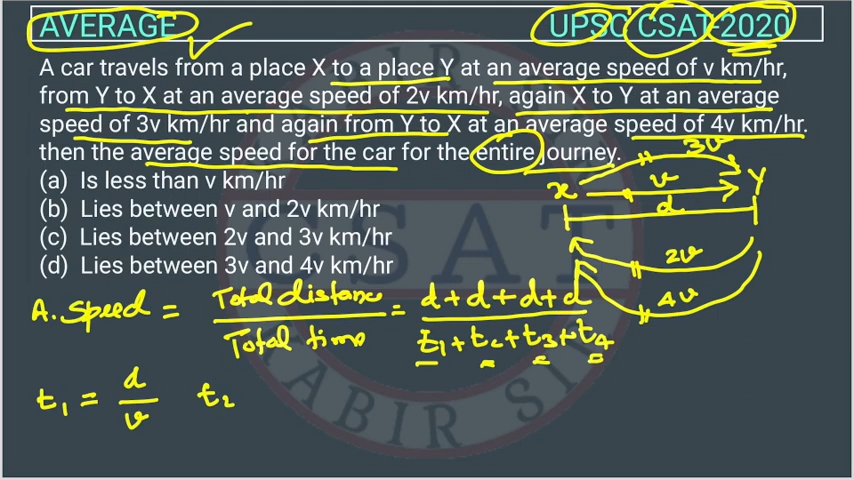 AVERAGE UPSC CSAT-2020
A car travels from a place X to a place Y at an average speed of v km/hr,
from Y to X at an average speed of 2v km/hr, again X to Y at an average
speed of 3v km/hr and again from Y to X at an average speed of 4v km/hr.
then the average speed for the car for the entire journey.
(a) Is less than v km/hr
(b) Lies between v and 2v km/hr
(c) Lies between 2v and 3v km/hr
(d) Lies between 3v and 4v km/hr
3v
x v Y
d
2v
4v
A. Speed = Total distance / Total time = d+d+d+d / t1+t2+t3+t4
t1 = d/v t2
CSAT
KABIR SIR